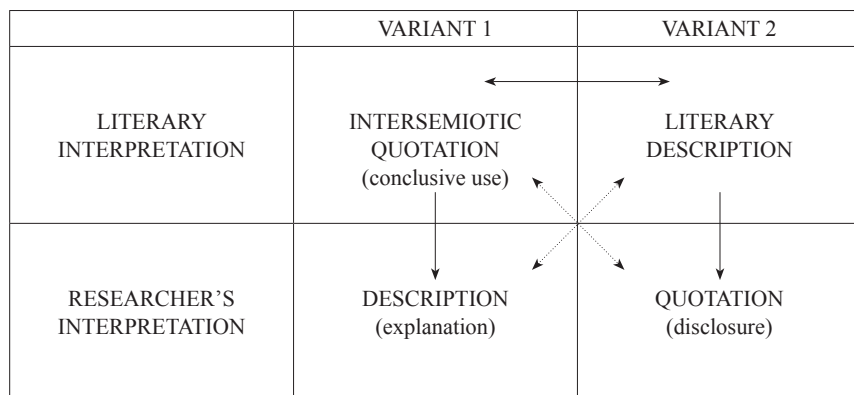 VARIANT 1
VARIANT 2
LITERARY
INTERPRETATION
INTERSEMIOTIC
QUOTATION
(conclusive use)
LITERARY
DESCRIPTION
RESEARCHER’S
INTERPRETATION
DESCRIPTION
(explanation)
QUOTATION
(disclosure)